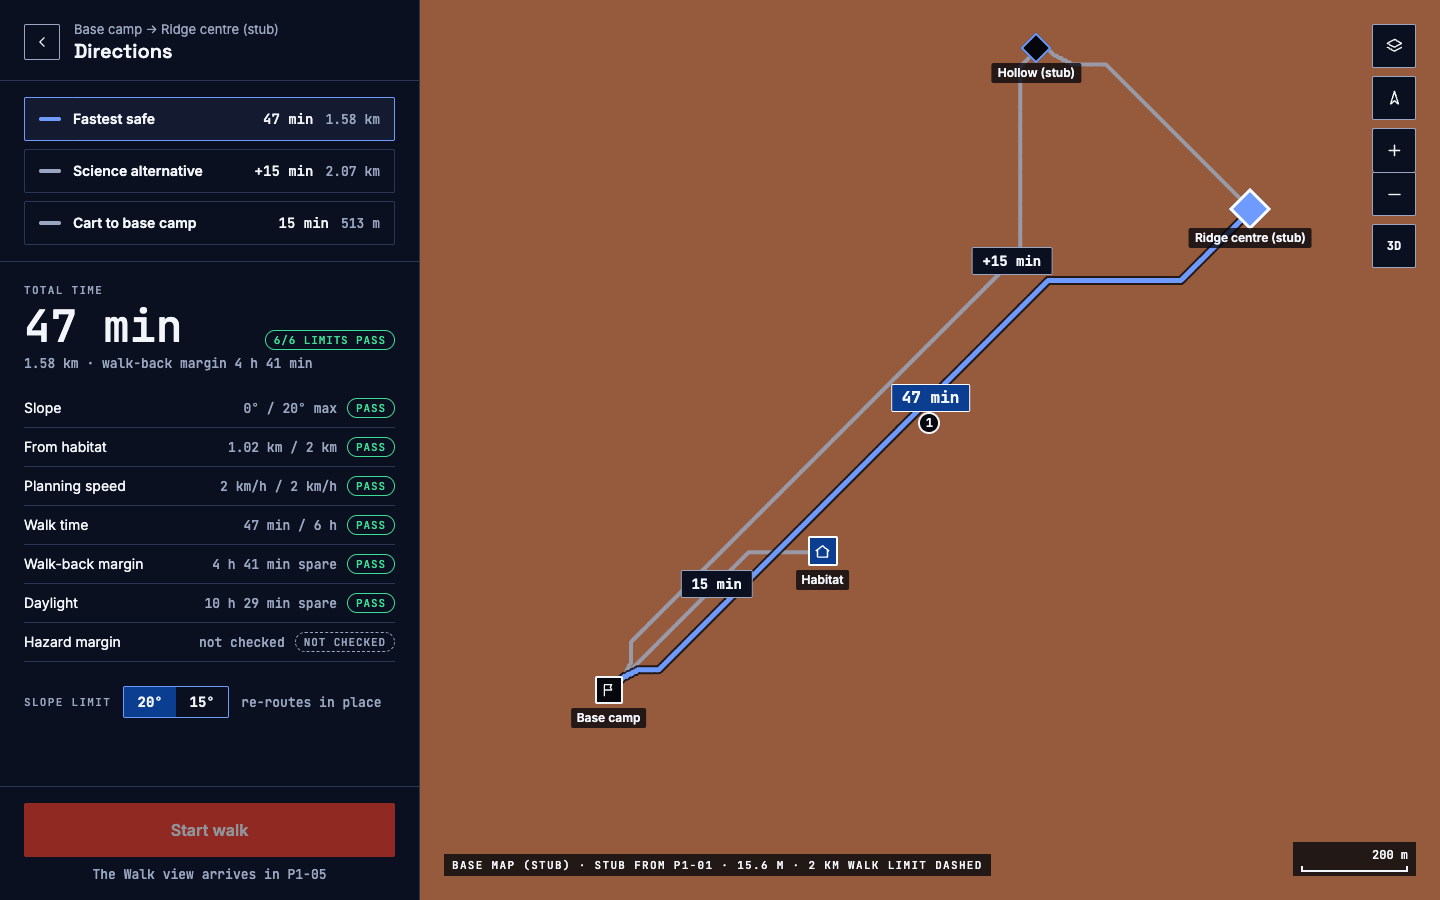 Base camp → Ridge centre (stub)
Directions
Fastest safe 47 min 1.58 km
Science alternative +15 min 2.07 km
Cart to base camp 15 min 513 m
TOTAL TIME
47 min
6/6 LIMITS PASS
1.58 km · walk-back margin 4 h 41 min
Slope 0° / 20° max PASS
From habitat 1.02 km / 2 km PASS
Planning speed 2 km/h / 2 km/h PASS
Walk time 47 min / 6 h PASS
Walk-back margin 4 h 41 min spare PASS
Daylight 10 h 29 min spare PASS
Hazard margin not checked NOT CHECKED
SLOPE LIMIT 20° 15° re-routes in place
Start walk
The Walk view arrives in P1-05
Hollow (stub)
Ridge centre (stub)
+15 min
47 min
1
Habitat
15 min
Base camp
3D
BASE MAP (STUB) · STUB FROM P1-01 · 15.6 M · 2 KM WALK LIMIT DASHED
200 m